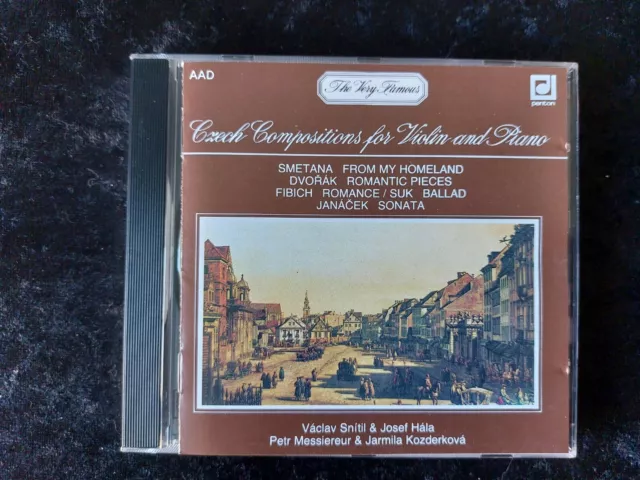 AAD
The Very Famous
panton
Czech Compositions for Violin and Piano
SMETANA FROM MY HOMELAND
DVOŘÁK ROMANTIC PIECES
FIBICH ROMANCE / SUK BALLAD
JANÁČEK SONATA
Václav Snítil & Josef Hála
Petr Messiereur & Jarmila Kozderková